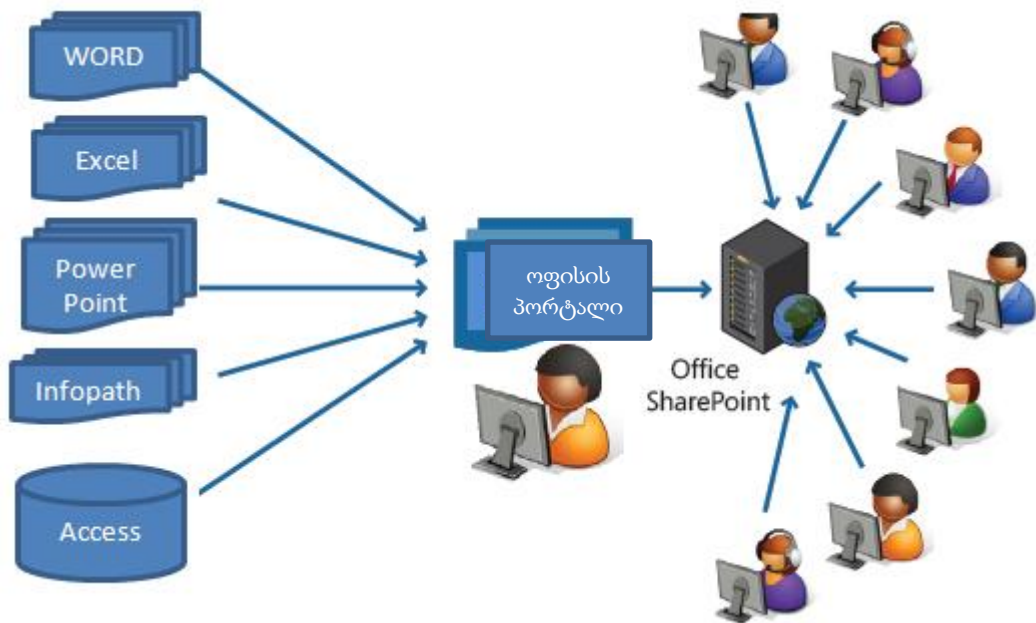 WORD
Excel
Power
Point
Infopath
Access
ოფისის
პორტალი
Office
SharePoint